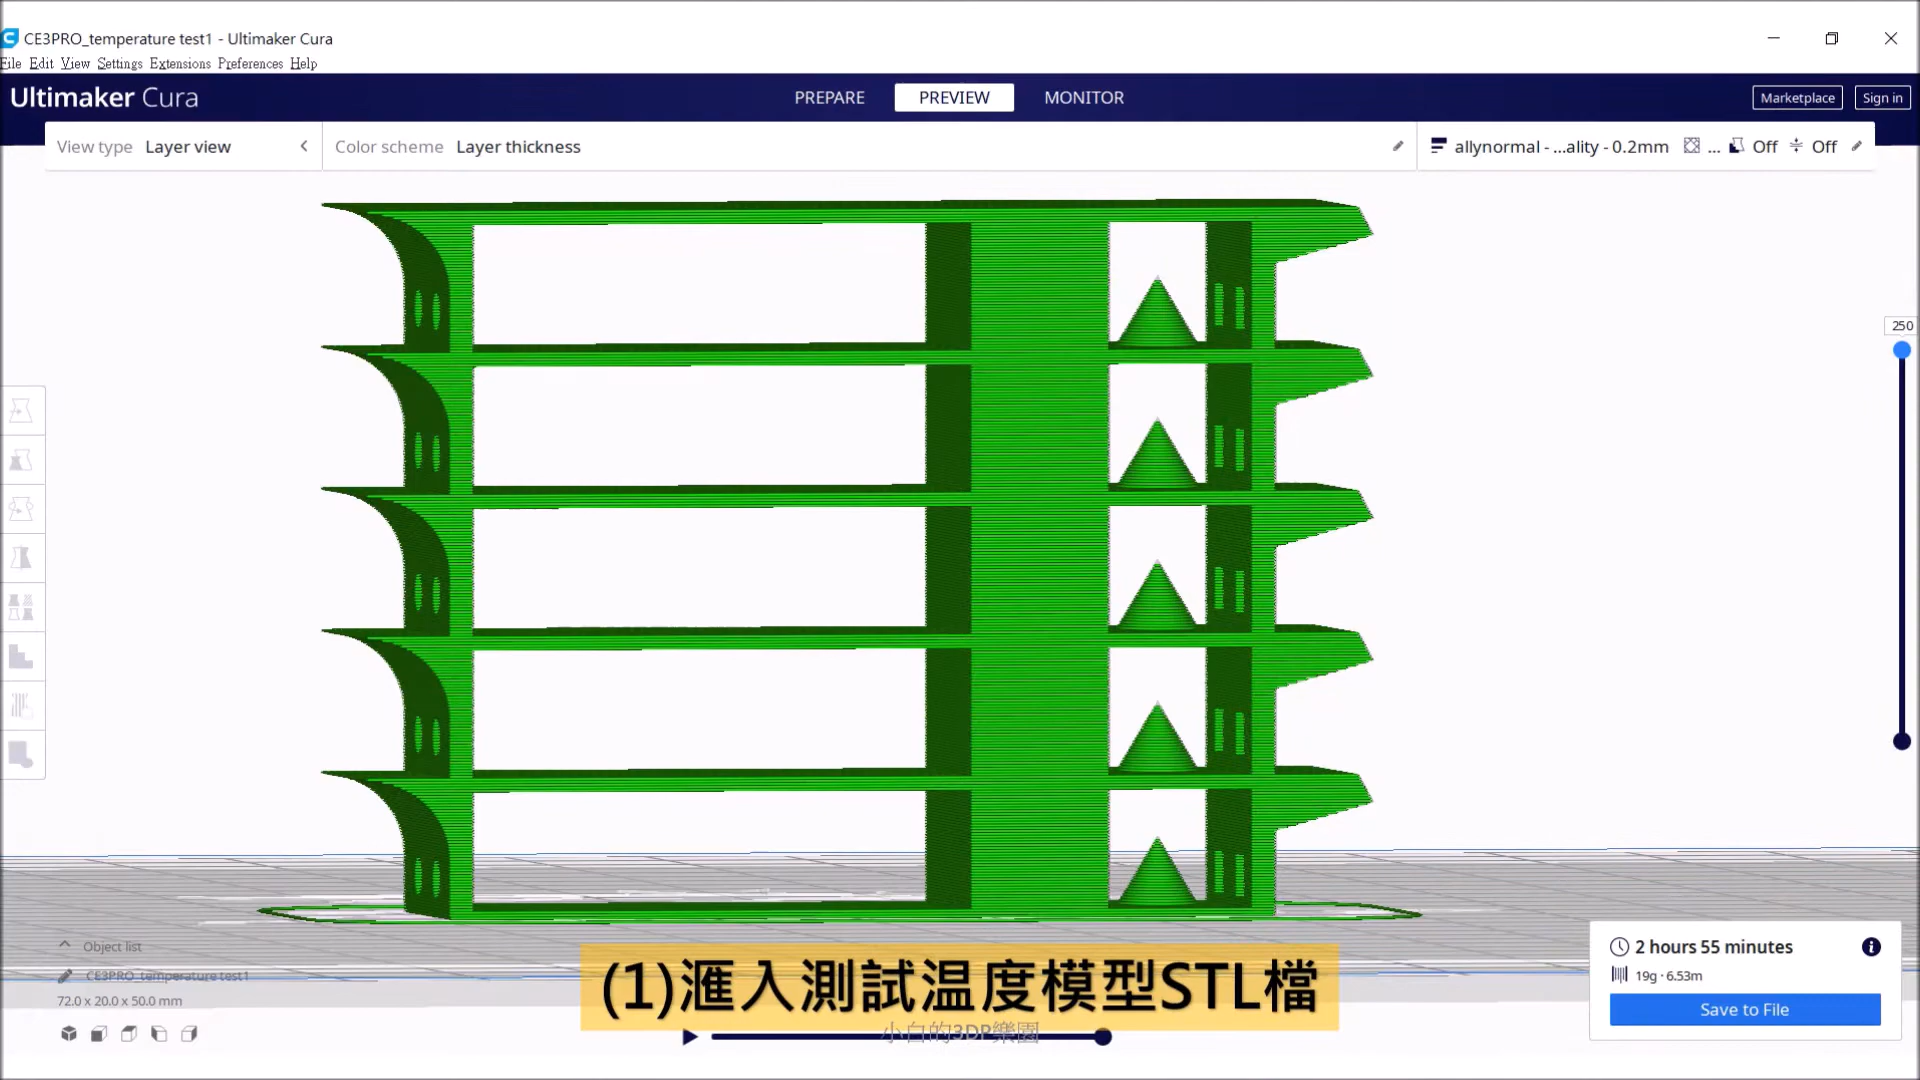 CE3PRO_temperature test1 - Ultimaker Cura
File Edit View Settings Extensions Preferences Help
Ultimaker Cura
PREPARE
PREVIEW
MONITOR
Marketplace
Sign in
View type Layer view
Color scheme Layer thickness
allynormal - ...ality - 0.2mm ... Off Off
250
Object list
CE3PRO_temperature test1
72.0 x 20.0 x 50.0 mm
2 hours 55 minutes
19g · 6.53m
Save to File
(1)滙入測試温度模型STL檔
小白的3DP樂園